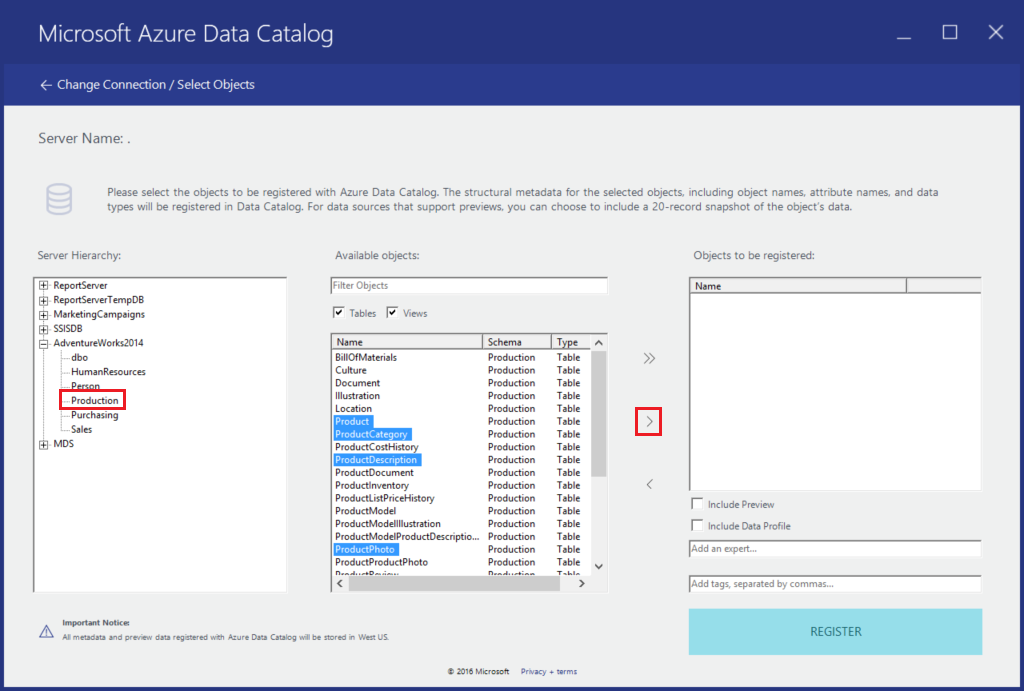 Microsoft Azure Data Catalog
Change Connection / Select Objects
Server Name: .
Please select the objects to be registered with Azure Data Catalog. The structural metadata for the selected objects, including object names, attribute names, and data
types will be registered in Data Catalog. For data sources that support previews, you can choose to include a 20-record snapshot of the object's data.
Server Hierarchy:
ReportServer
ReportServerTempDB
MarketingCampaigns
SSISDB
AdventureWorks2014
dbo
HumanResources
Person
Production
Purchasing
Sales
MDS
Available objects:
Filter Objects
Tables Views
Name Schema Type
BillOfMaterials Production Table
Culture Production Table
Document Production Table
Illustration Production Table
Location Production Table
Product Production Table
ProductCategory Production Table
ProductCostHistory Production Table
ProductDescription Production Table
ProductDocument Production Table
ProductInventory Production Table
ProductListPriceHistory Production Table
ProductModel Production Table
ProductModelIllustration Production Table
ProductModelProductDescriptio... Production Table
ProductPhoto Production Table
ProductProductPhoto Production Table
ProductReview Production Table
Objects to be registered:
Name
Include Preview
Include Data Profile
Add an expert...
Add tags, separated by commas...
REGISTER
Important Notice:
All metadata and preview data registered with Azure Data Catalog will be stored in West US.
© 2016 Microsoft Privacy + terms